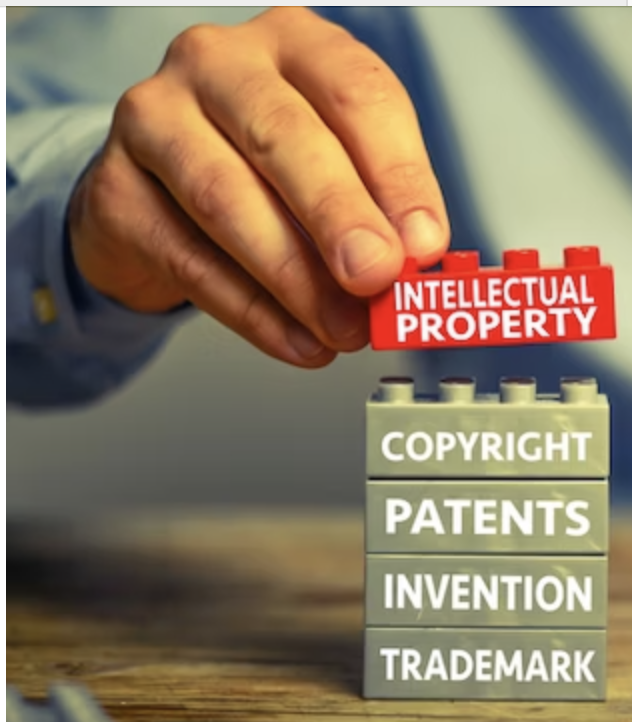 INTELLECTUAL
PROPERTY
COPYRIGHT
PATENTS
INVENTION
TRADEMARK